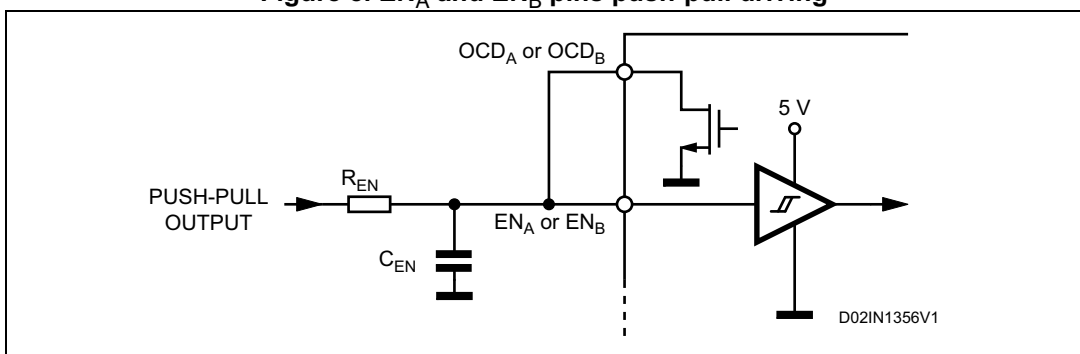 Figure 8. ENA and ENB pins push-pull driving
OCDA or OCDB
5 V
REN
PUSH-PULL
OUTPUT
ENA or ENB
CEN
D02IN1356V1